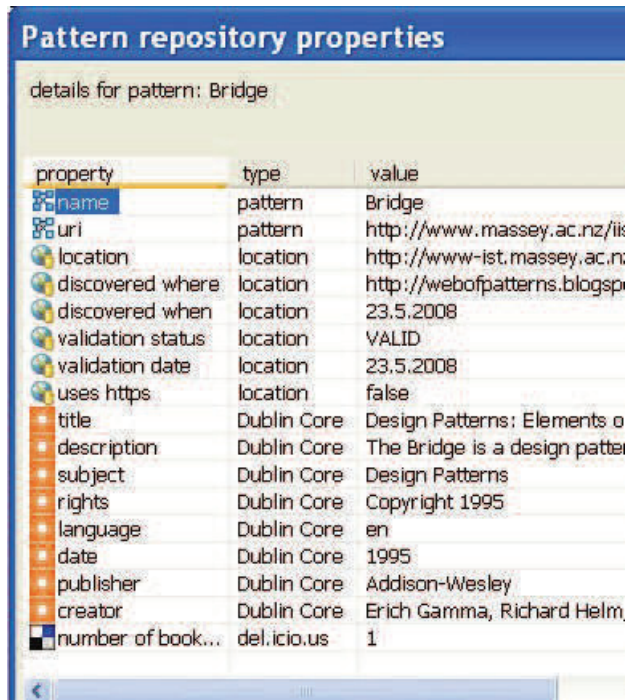 Pattern repository properties
details for pattern: Bridge
property type value
name pattern Bridge
uri pattern http://www.massey.ac.nz/iis
location location http://www-ist.massey.ac.nz
discovered where location http://webofpatterns.blogspo
discovered when location 23.5.2008
validation status location VALID
validation date location 23.5.2008
uses https location false
title Dublin Core Design Patterns: Elements o
description Dublin Core The Bridge is a design patter
subject Dublin Core Design Patterns
rights Dublin Core Copyright 1995
language Dublin Core en
date Dublin Core 1995
publisher Dublin Core Addison-Wesley
creator Dublin Core Erich Gamma, Richard Helm,
number of book... del.icio.us 1